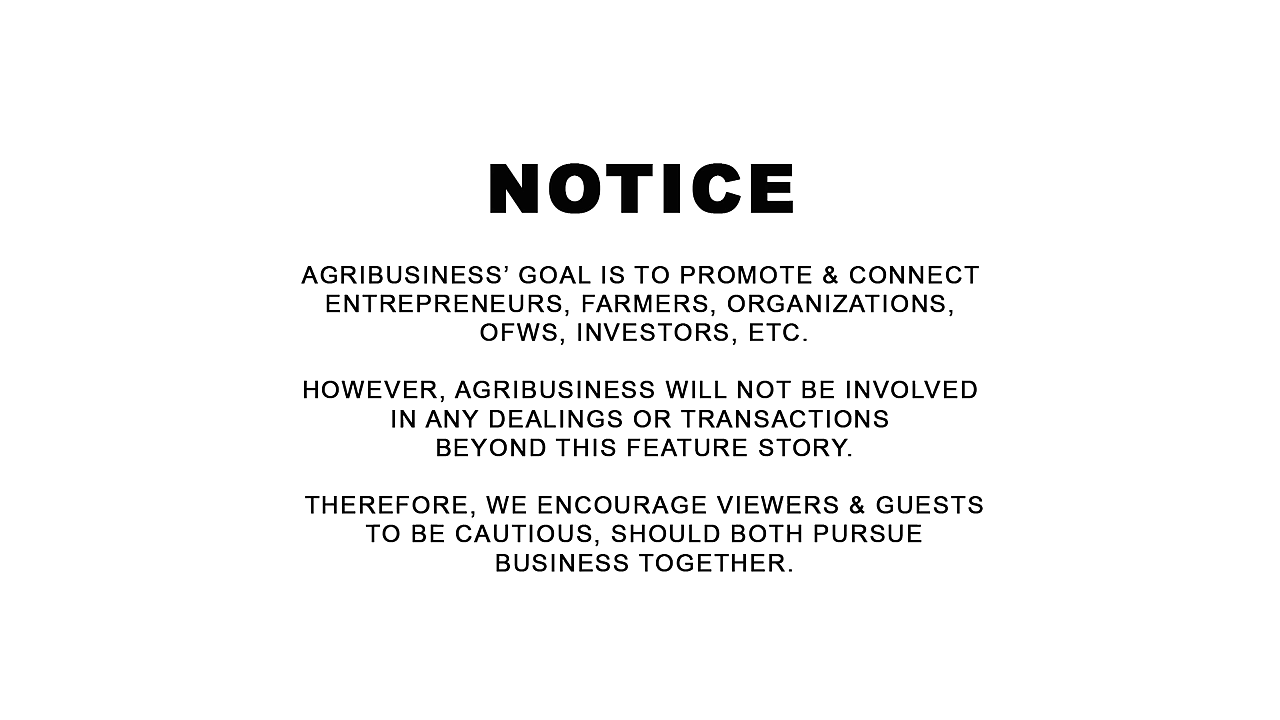 NOTICE
AGRIBUSINESS’ GOAL IS TO PROMOTE & CONNECT
ENTREPRENEURS, FARMERS, ORGANIZATIONS,
OFWS, INVESTORS, ETC.
HOWEVER, AGRIBUSINESS WILL NOT BE INVOLVED
IN ANY DEALINGS OR TRANSACTIONS
BEYOND THIS FEATURE STORY.
THEREFORE, WE ENCOURAGE VIEWERS & GUESTS
TO BE CAUTIOUS, SHOULD BOTH PURSUE
BUSINESS TOGETHER.